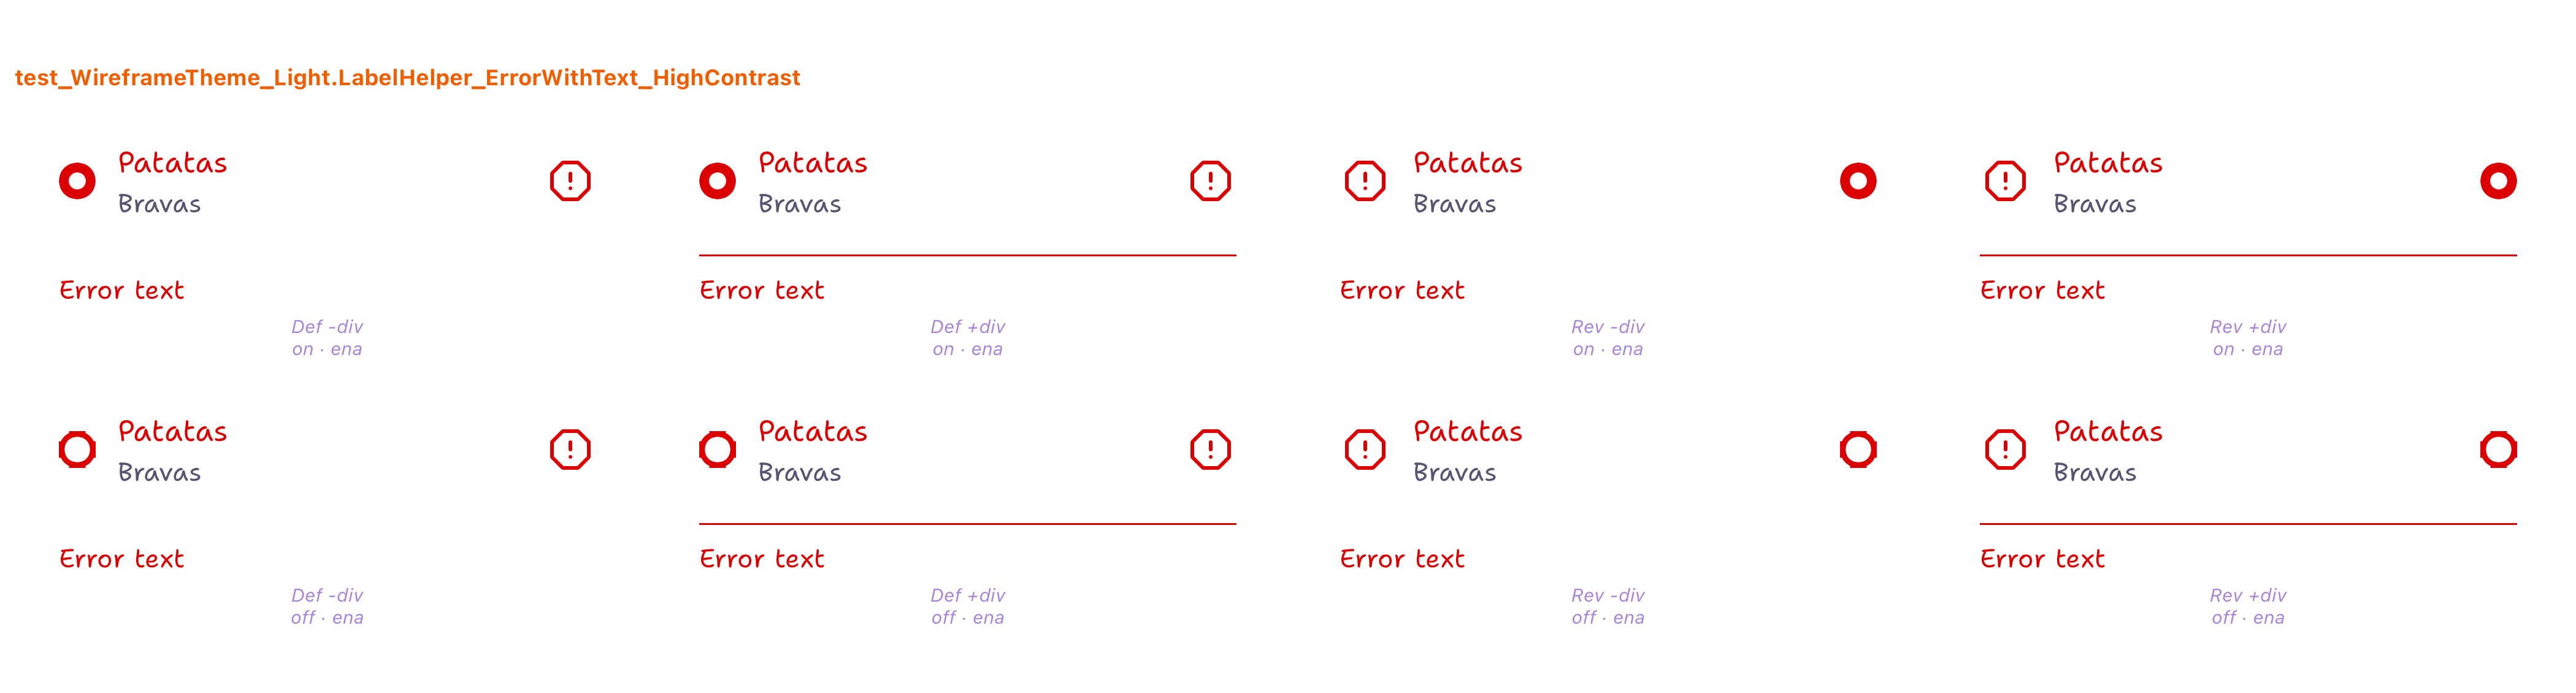 test_WireframeTheme_Light.LabelHelper_ErrorWithText_HighContrast
Patatas
Bravas
Error text
Def -div
on · ena
Patatas
Bravas
Error text
Def +div
on · ena
Patatas
Bravas
Error text
Rev -div
on · ena
Patatas
Bravas
Error text
Rev +div
on · ena
Patatas
Bravas
Error text
Def -div
off · ena
Patatas
Bravas
Error text
Def +div
off · ena
Patatas
Bravas
Error text
Rev -div
off · ena
Patatas
Bravas
Error text
Rev +div
off · ena